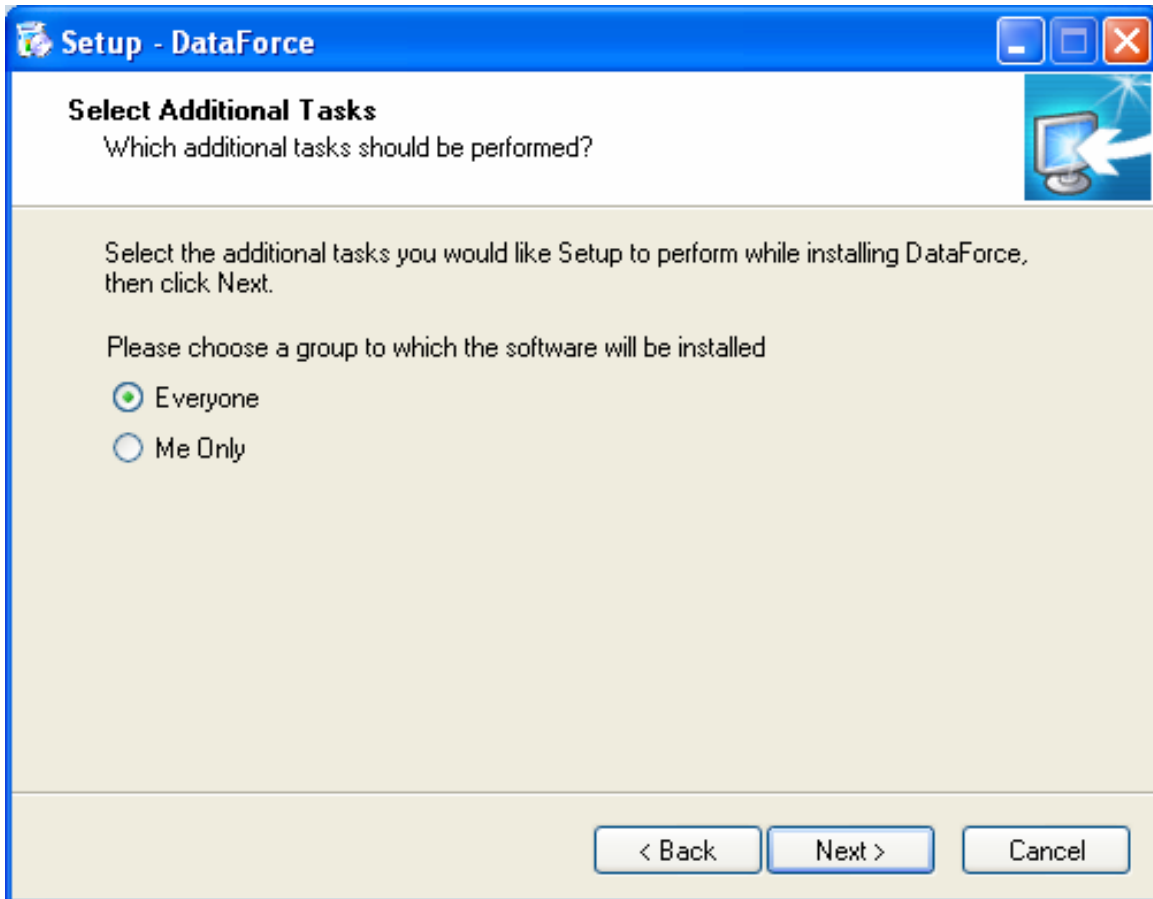 Setup - DataForce
Select Additional Tasks
Which additional tasks should be performed?
Select the additional tasks you would like Setup to perform while installing DataForce,
then click Next.
Please choose a group to which the software will be installed
Everyone
Me Only
< Back
Next >
Cancel